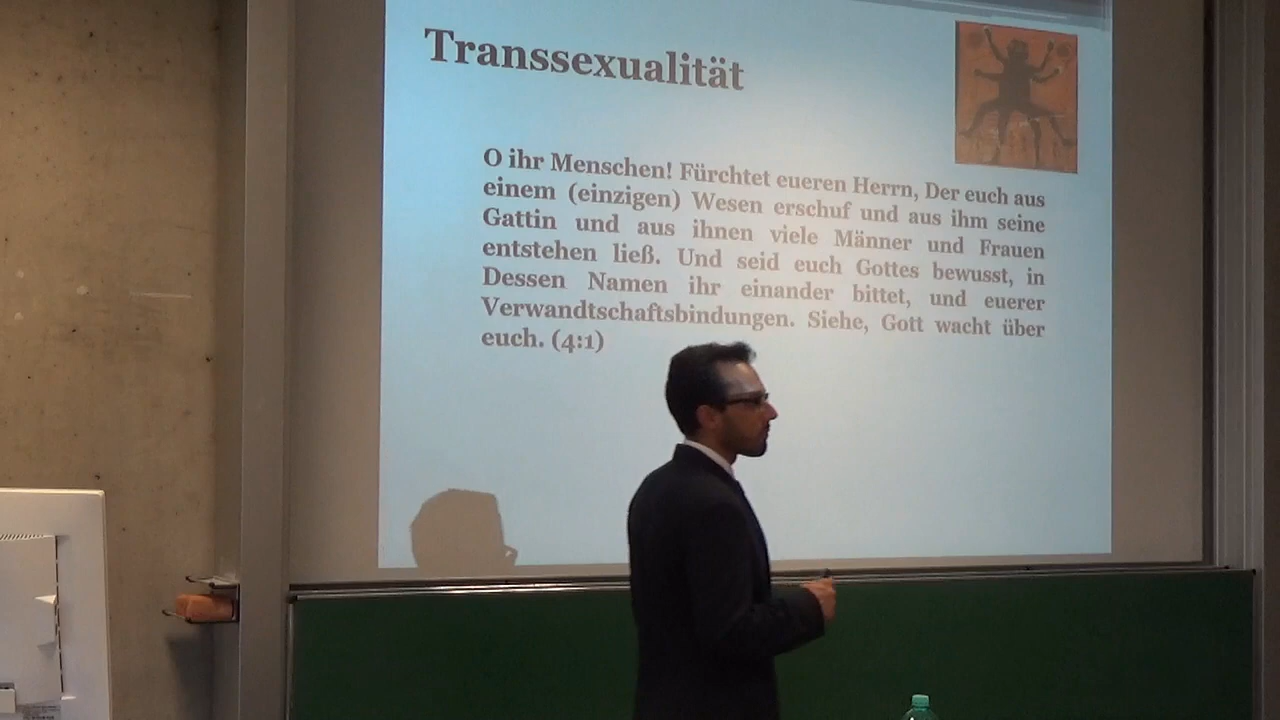 Transsexualität
O ihr Menschen! Fürchtet eueren Herrn, Der euch aus
einem (einzigen) Wesen erschuf und aus ihm seine
Gattin und aus ihnen viele Männer und Frauen
entstehen ließ. Und seid euch Gottes bewusst, in
Dessen Namen ihr einander bittet, und euerer
Verwandtschaftsbindungen. Siehe, Gott wacht über
euch. (4:1)